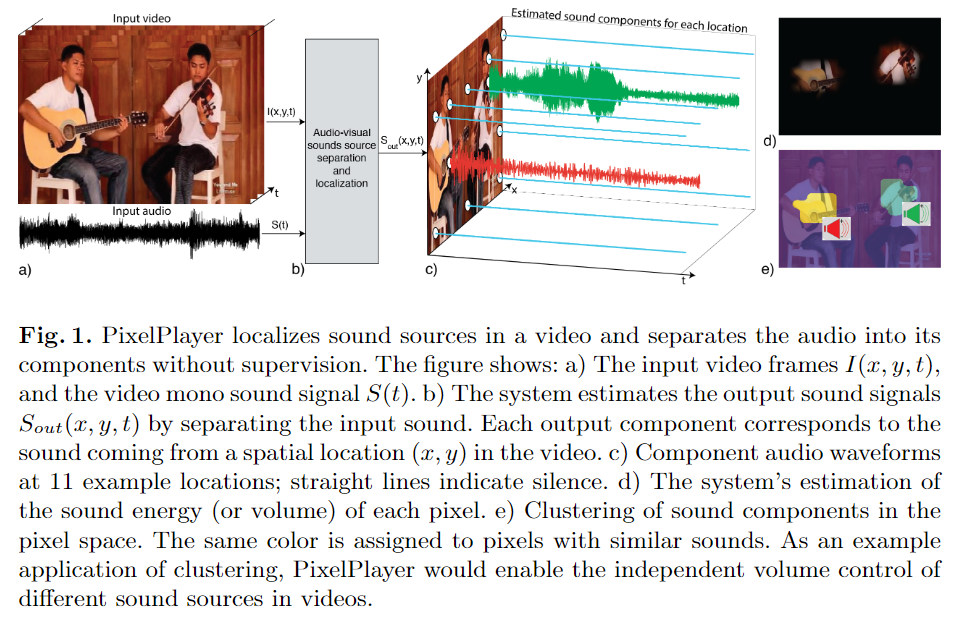 Input video
Estimated sound components for each location
I(x,y,t)
y
Audio-visual
sounds source
separation
and
localization
S_out(x,y,t)
d)
t
x
Input audio
S(t)
a)
b)
c)
t
e)
Fig. 1. PixelPlayer localizes sound sources in a video and separates the audio into its
components without supervision. The figure shows: a) The input video frames I(x, y, t),
and the video mono sound signal S(t). b) The system estimates the output sound signals
S_out(x, y, t) by separating the input sound. Each output component corresponds to the
sound coming from a spatial location (x, y) in the video. c) Component audio waveforms
at 11 example locations; straight lines indicate silence. d) The system's estimation of
the sound energy (or volume) of each pixel. e) Clustering of sound components in the
pixel space. The same color is assigned to pixels with similar sounds. As an example
application of clustering, PixelPlayer would enable the independent volume control of
different sound sources in videos.